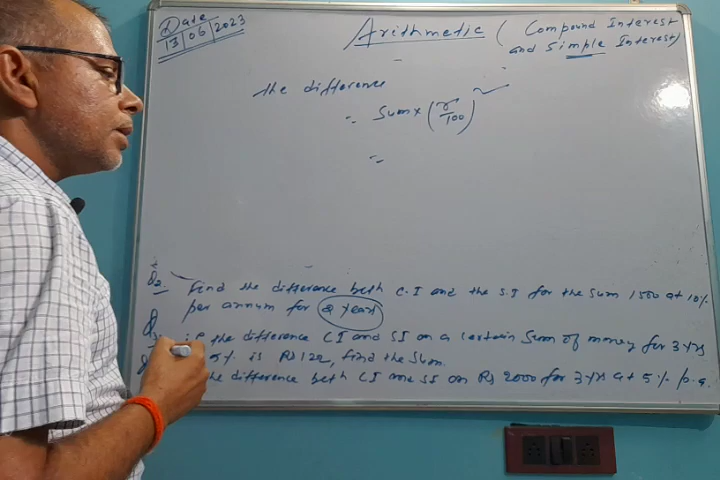 Date
13/06/2023
Arithmetic ( Compound Interest
and Simple Interest)
the difference
= Sum × (r/100)
=
Q2. Find the difference beth C.I and the S.I for the Sum 1500 at 10%
per annum for 2 years
Q the difference CI and SI on a certain Sum of money for 3 yrs
5% is Rs 122, find the Sum.
the difference beth CI and SI on Rs 2000 for 3 yrs at 5% p.a.